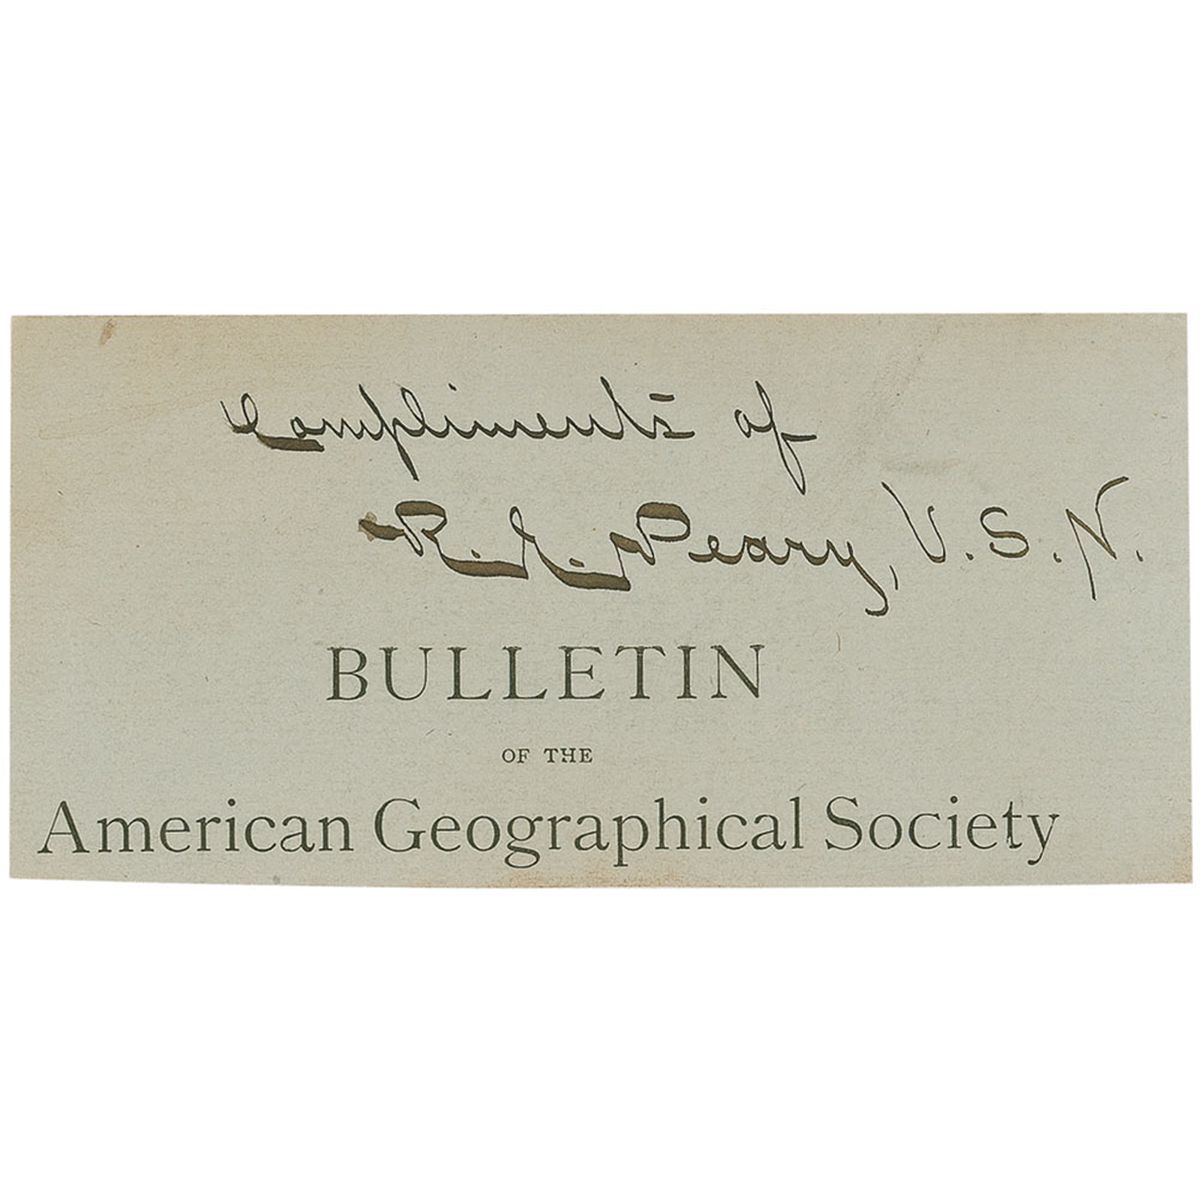 Compliments of
R. E. Peary, U.S.N.
BULLETIN
OF THE
American Geographical Society